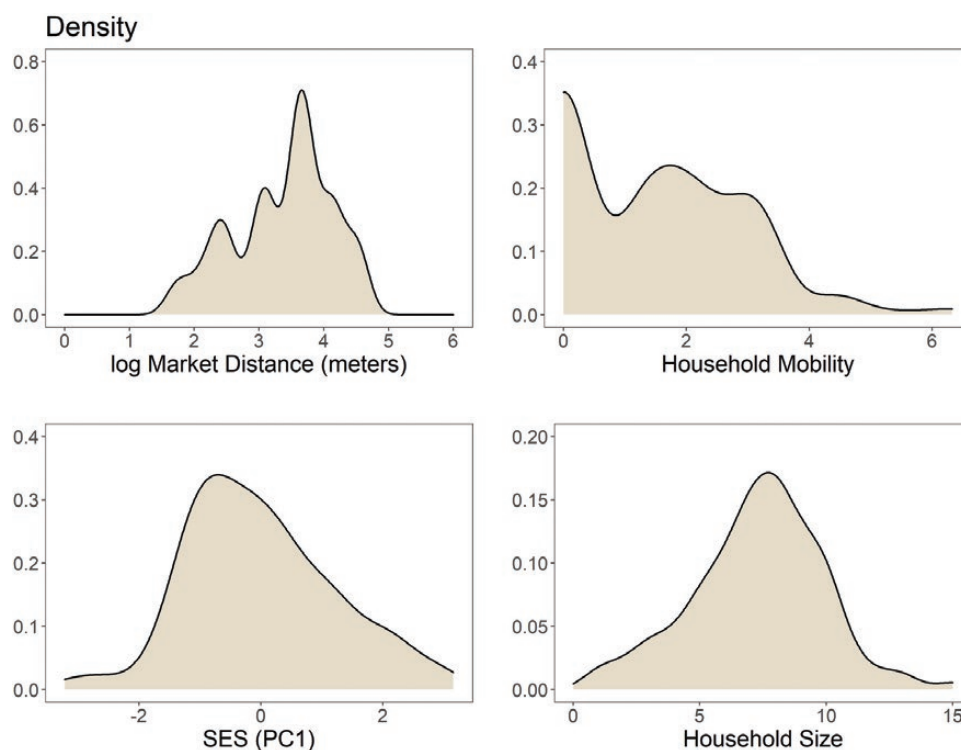 Density
0.8
0.6
0.4
0.2
0.0
0 1 2 3 4 5 6
log Market Distance (meters)
0.4
0.3
0.2
0.1
0.0
0 2 4 6
Household Mobility
0.4
0.3
0.2
0.1
0.0
-2 0 2
SES (PC1)
0.20
0.15
0.10
0.05
0.00
0 5 10 15
Household Size